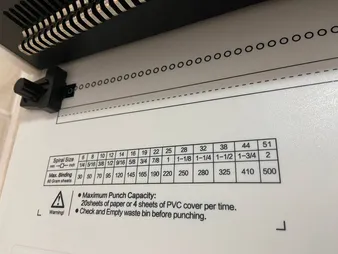 Spiral Size 6 8 10 12 14 16 19 22 25 28 32 38 44 51
1/4 5/16 3/8 1/2 9/16 5/8 3/4 7/8 1 1-1/8 1-1/4 1-1/2 1-3/4 2
Max. Binding 30 50 70 95 120 145 165 190 220 250 280 325 410 500
80 Gram sheets
Warning!
• Maximum Punch Capacity:
20sheets of paper or 4 sheets of PVC cover per time.
• Check and Empty waste bin before punching.